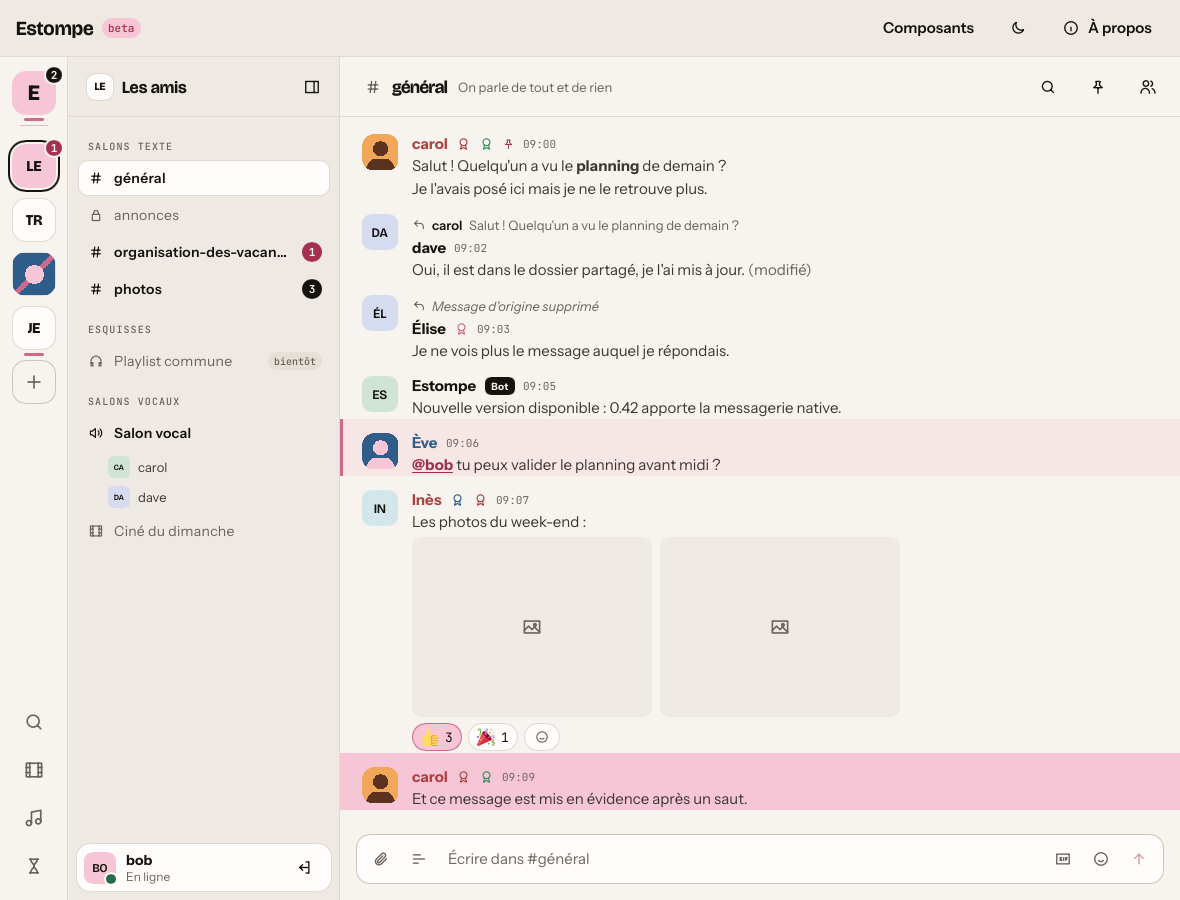 Estompe beta
Composants
À propos
E 2
LE 1
TR
JE
LE Les amis
SALONS TEXTE
général
annonces
organisation-des-vacan... 1
photos 3
ESQUISSES
Playlist commune bientôt
SALONS VOCAUX
Salon vocal
CA carol
DA dave
Ciné du dimanche
BO bob
En ligne
# général On parle de tout et de rien
carol 09:00
Salut ! Quelqu'un a vu le planning de demain ?
Je l'avais posé ici mais je ne le retrouve plus.
carol Salut ! Quelqu'un a vu le planning de demain ?
DA dave 09:02
Oui, il est dans le dossier partagé, je l'ai mis à jour. (modifié)
Message d'origine supprimé
ÉL Élise 09:03
Je ne vois plus le message auquel je répondais.
ES Estompe Bot 09:05
Nouvelle version disponible : 0.42 apporte la messagerie native.
Ève 09:06
@bob tu peux valider le planning avant midi ?
IN Inès 09:07
Les photos du week-end :
3 1
carol 09:09
Et ce message est mis en évidence après un saut.
Écrire dans #général
GIF